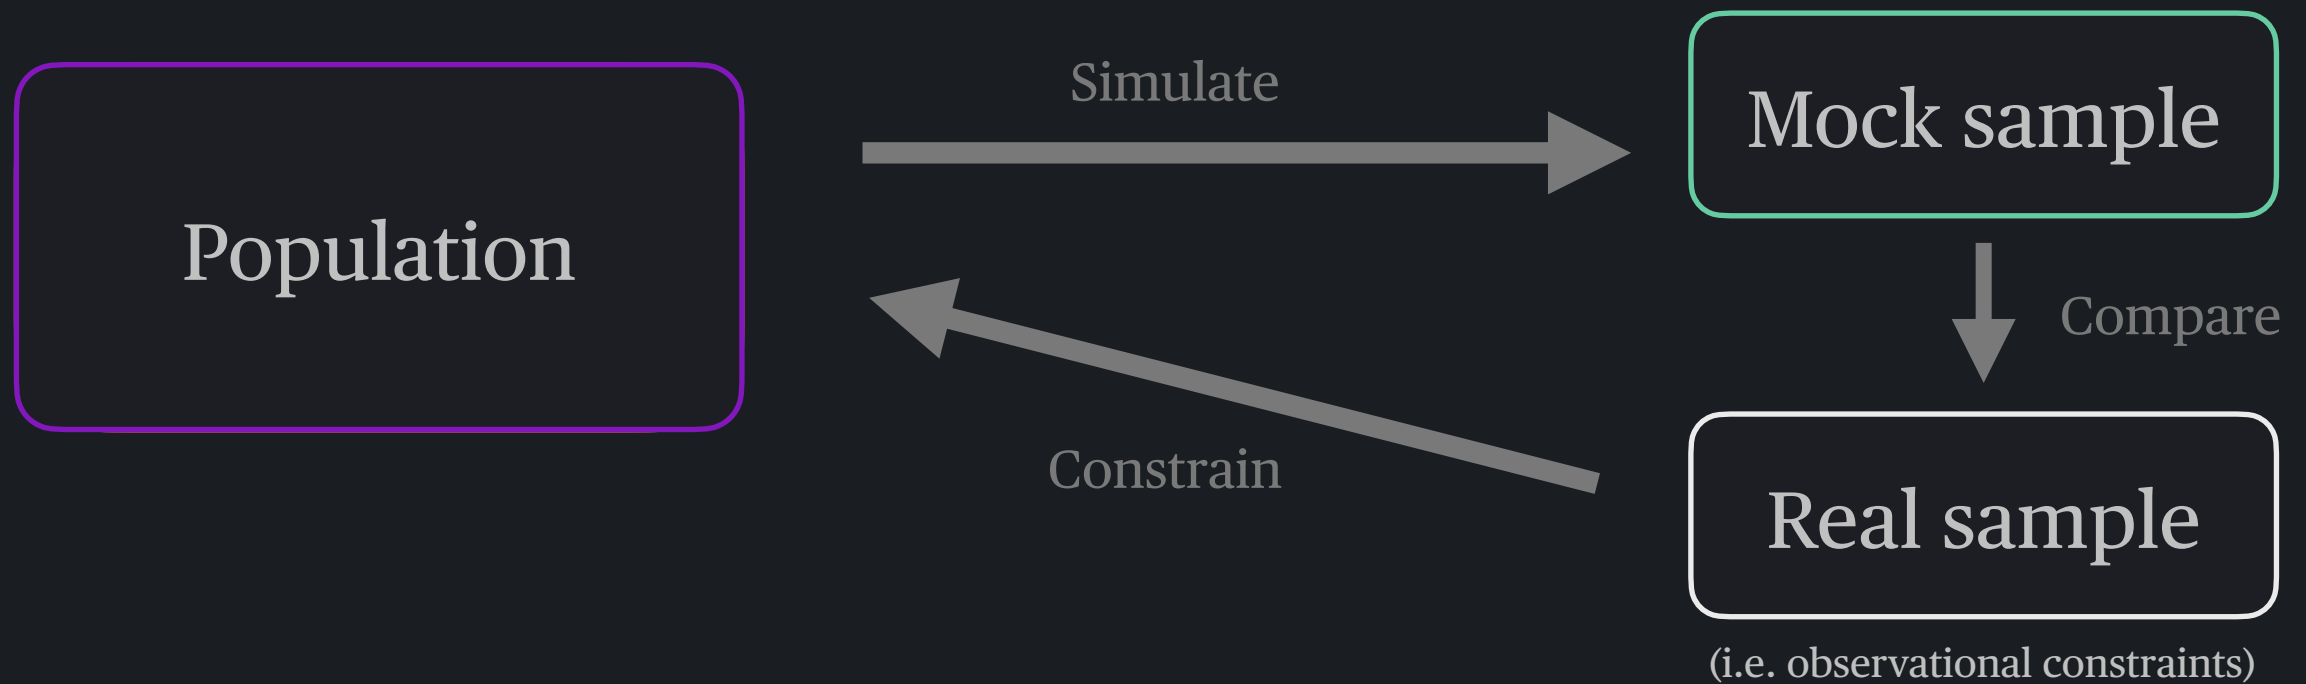 Simulate
Mock sample
Population
Compare
Constrain
Real sample
(i.e. observational constraints)